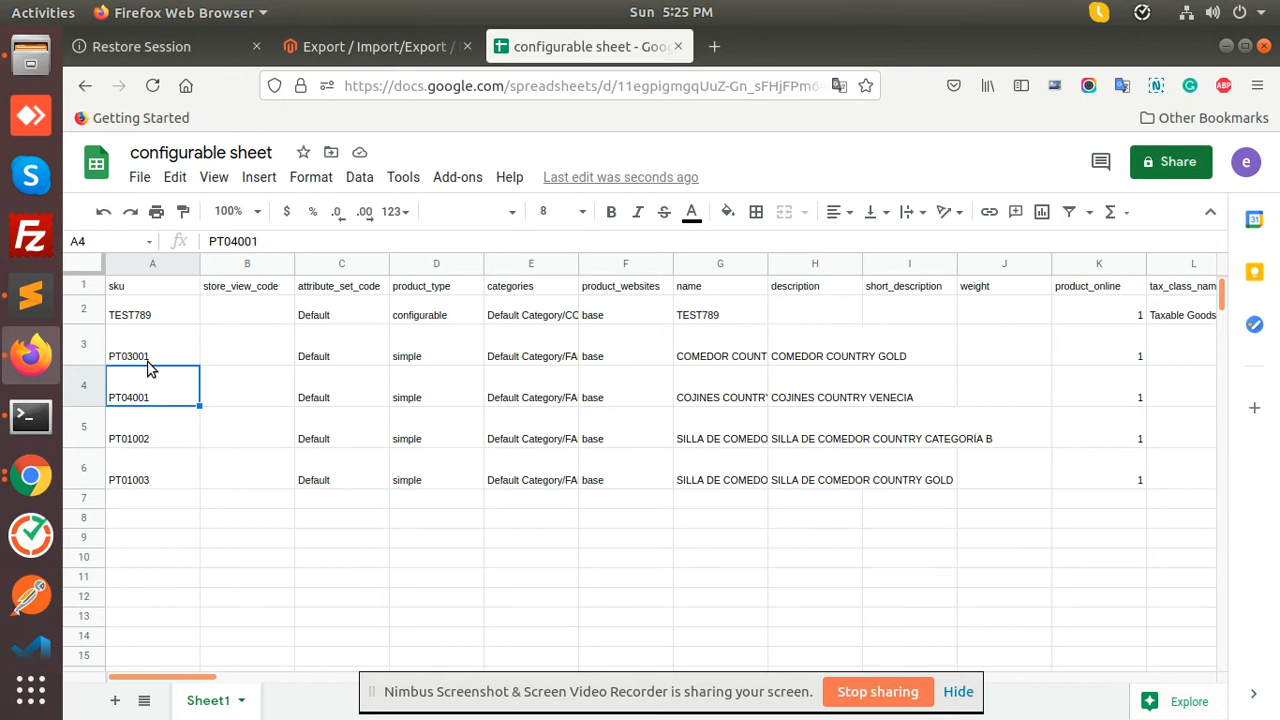 Activities Firefox Web Browser Sun 5:25 PM
Restore Session Export / Import/Export / configurable sheet - Goo
https://docs.google.com/spreadsheets/d/11egpigmgqUuZ-Gn_sFHjFPm6
Getting Started Other Bookmarks
configurable sheet
Share e
File Edit View Insert Format Data Tools Add-ons Help Last edit was seconds ago
100% $ % .0 .00 123 8 B I S A
A4 fx PT04001
A B C D E F G H I J K L
1 sku store_view_code attribute_set_code product_type categories product_websites name description short_description weight product_online tax_class_nam
2 TEST789 Default configurable Default Category/CO base TEST789 1 Taxable Goods
3 PT03001 Default simple Default Category/FA base COMEDOR COUNT COMEDOR COUNTRY GOLD 1
4 PT04001 Default simple Default Category/FA base COJINES COUNTRY COJINES COUNTRY VENECIA 1
5 PT01002 Default simple Default Category/FA base SILLA DE COMEDO SILLA DE COMEDOR COUNTRY CATEGORÍA B 1
6 PT01003 Default simple Default Category/FA base SILLA DE COMEDO SILLA DE COMEDOR COUNTRY GOLD 1
7
8
9
10
11
12
13
14
15
Nimbus Screenshot & Screen Video Recorder is sharing your screen. Stop sharing Hide
Sheet1 Explore